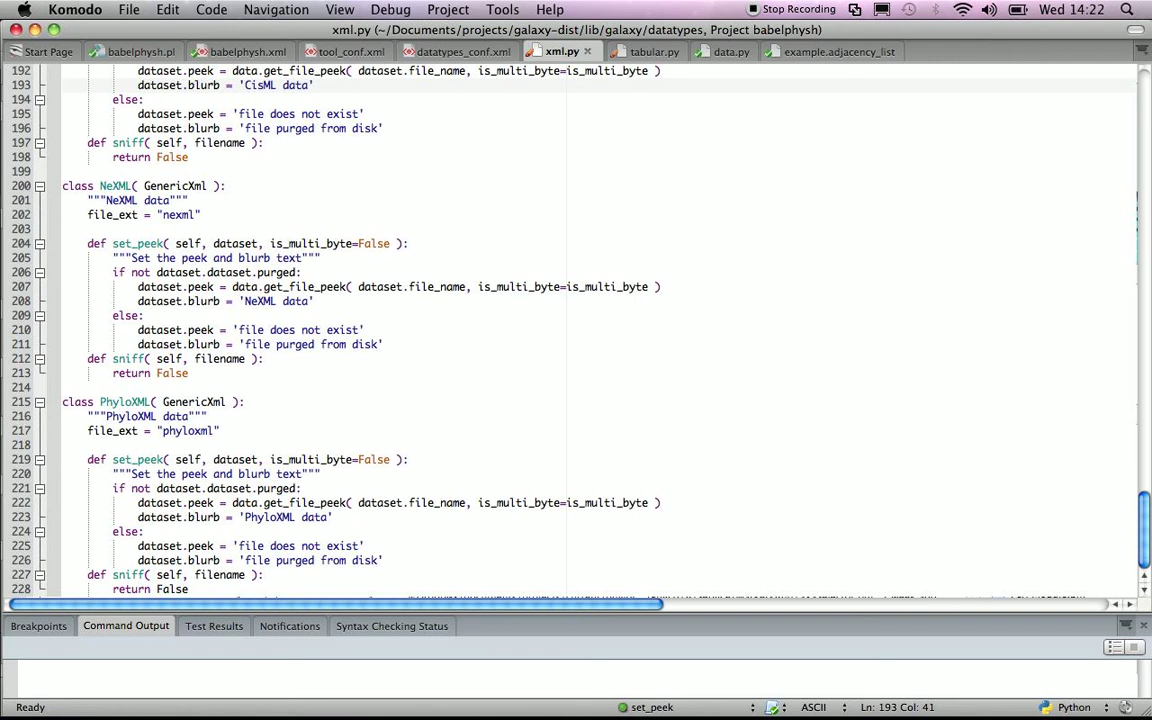 Komodo File Edit Code Navigation View Debug Project Tools Help Stop Recording Wed 14:22
xml.py (~/Documents/projects/galaxy-dist/lib/galaxy/datatypes, Project babelphysh)
Start Page babelphysh.pl babelphysh.xml tool_conf.xml datatypes_conf.xml xml.py tabular.py data.py example.adjacency_list
192 dataset.peek = data.get_file_peek( dataset.file_name, is_multi_byte=is_multi_byte )
193 dataset.blurb = 'CisML data'
194 else:
195 dataset.peek = 'file does not exist'
196 dataset.blurb = 'file purged from disk'
197 def sniff( self, filename ):
198 return False
199
200 class NeXML( GenericXml ):
201 """NeXML data"""
202 file_ext = "nexml"
203
204 def set_peek( self, dataset, is_multi_byte=False ):
205 """Set the peek and blurb text"""
206 if not dataset.dataset.purged:
207 dataset.peek = data.get_file_peek( dataset.file_name, is_multi_byte=is_multi_byte )
208 dataset.blurb = 'NeXML data'
209 else:
210 dataset.peek = 'file does not exist'
211 dataset.blurb = 'file purged from disk'
212 def sniff( self, filename ):
213 return False
214
215 class PhyloXML( GenericXml ):
216 """PhyloXML data"""
217 file_ext = "phyloxml"
218
219 def set_peek( self, dataset, is_multi_byte=False ):
220 """Set the peek and blurb text"""
221 if not dataset.dataset.purged:
222 dataset.peek = data.get_file_peek( dataset.file_name, is_multi_byte=is_multi_byte )
223 dataset.blurb = 'PhyloXML data'
224 else:
225 dataset.peek = 'file does not exist'
226 dataset.blurb = 'file purged from disk'
227 def sniff( self, filename ):
228 return False
Breakpoints Command Output Test Results Notifications Syntax Checking Status
Ready set_peek ASCII Ln: 193 Col: 41 Python